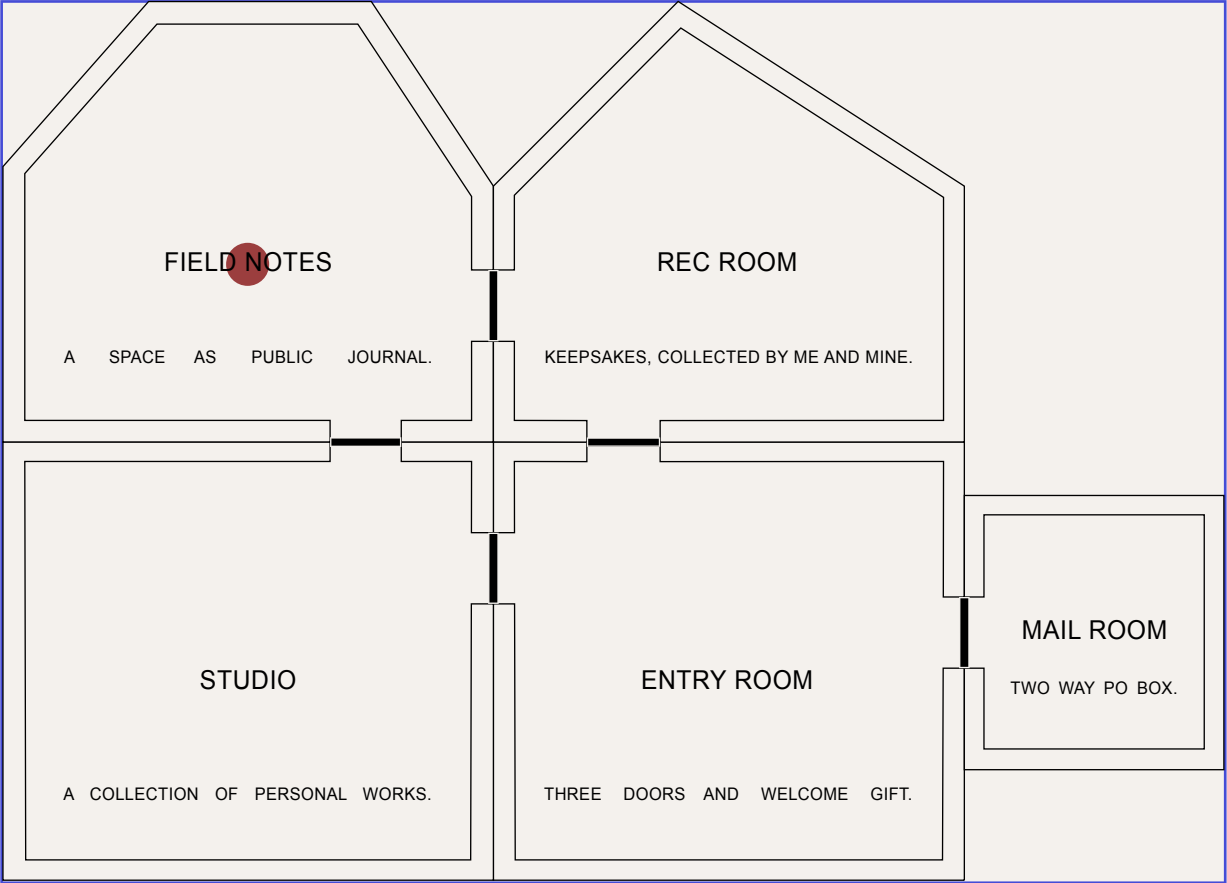 FIELD NOTES
A SPACE AS PUBLIC JOURNAL.
REC ROOM
KEEPSAKES, COLLECTED BY ME AND MINE.
STUDIO
A COLLECTION OF PERSONAL WORKS.
ENTRY ROOM
THREE DOORS AND WELCOME GIFT.
MAIL ROOM
TWO WAY PO BOX.